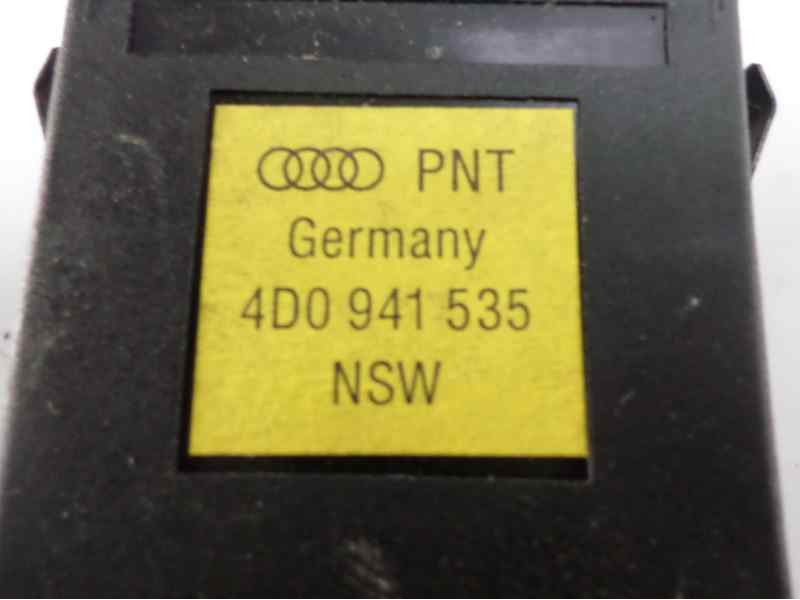 PNT
Germany
4D0 941 535
NSW